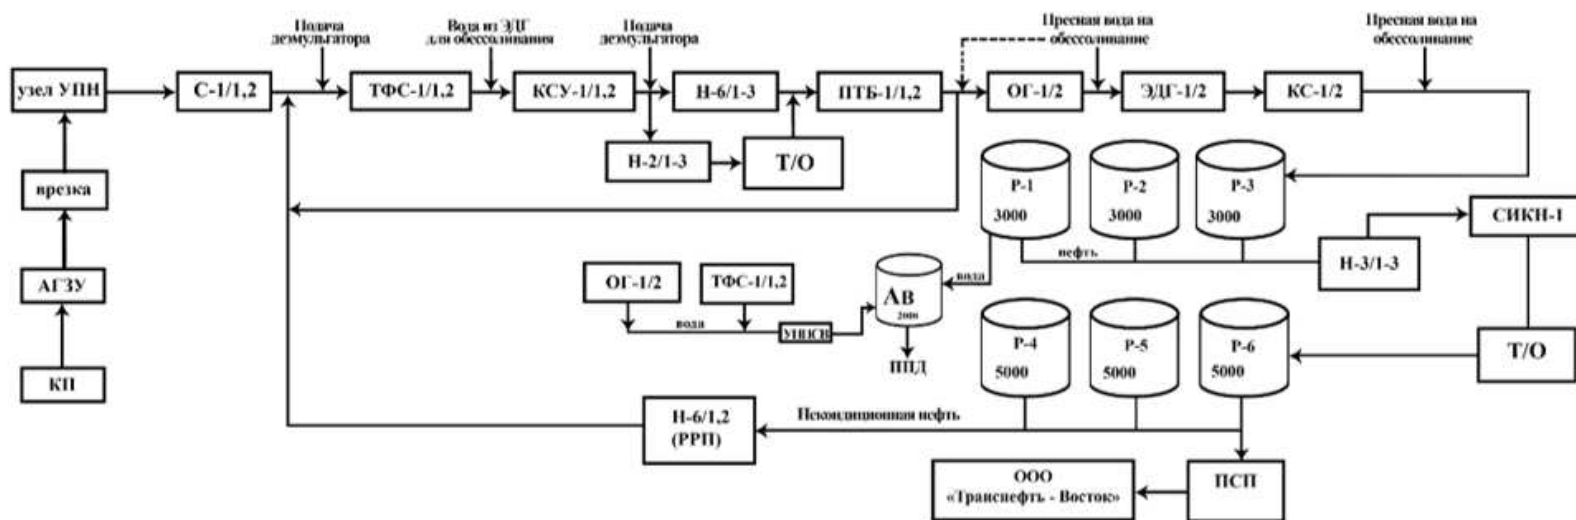 Подача
деэмульгатора
Вода из ЭДГ
для обессоливания
Подача
деэмульгатора
Пресная вода на
обессоливание
Пресная вода на
обессоливание
узел УПН
С-1/1,2
ТФС-1/1,2
КСУ-1/1,2
Н-6/1-3
ПТБ-1/1,2
ОГ-1/2
ЭДГ-1/2
КС-1/2
Н-2/1-3
Т/О
врезка
Р-1
3000
Р-2
3000
Р-3
3000
СИКН-1
нефть
Н-3/1-3
АГЗУ
ОГ-1/2
ТФС-1/1,2
вода
УППСВ
вода
АВ
2000
ППД
Р-4
5000
Р-5
5000
Р-6
5000
Т/О
КП
Н-6/1,2
(РРП)
Некондиционная нефть
ООО
«Транснефть - Восток»
ПСП